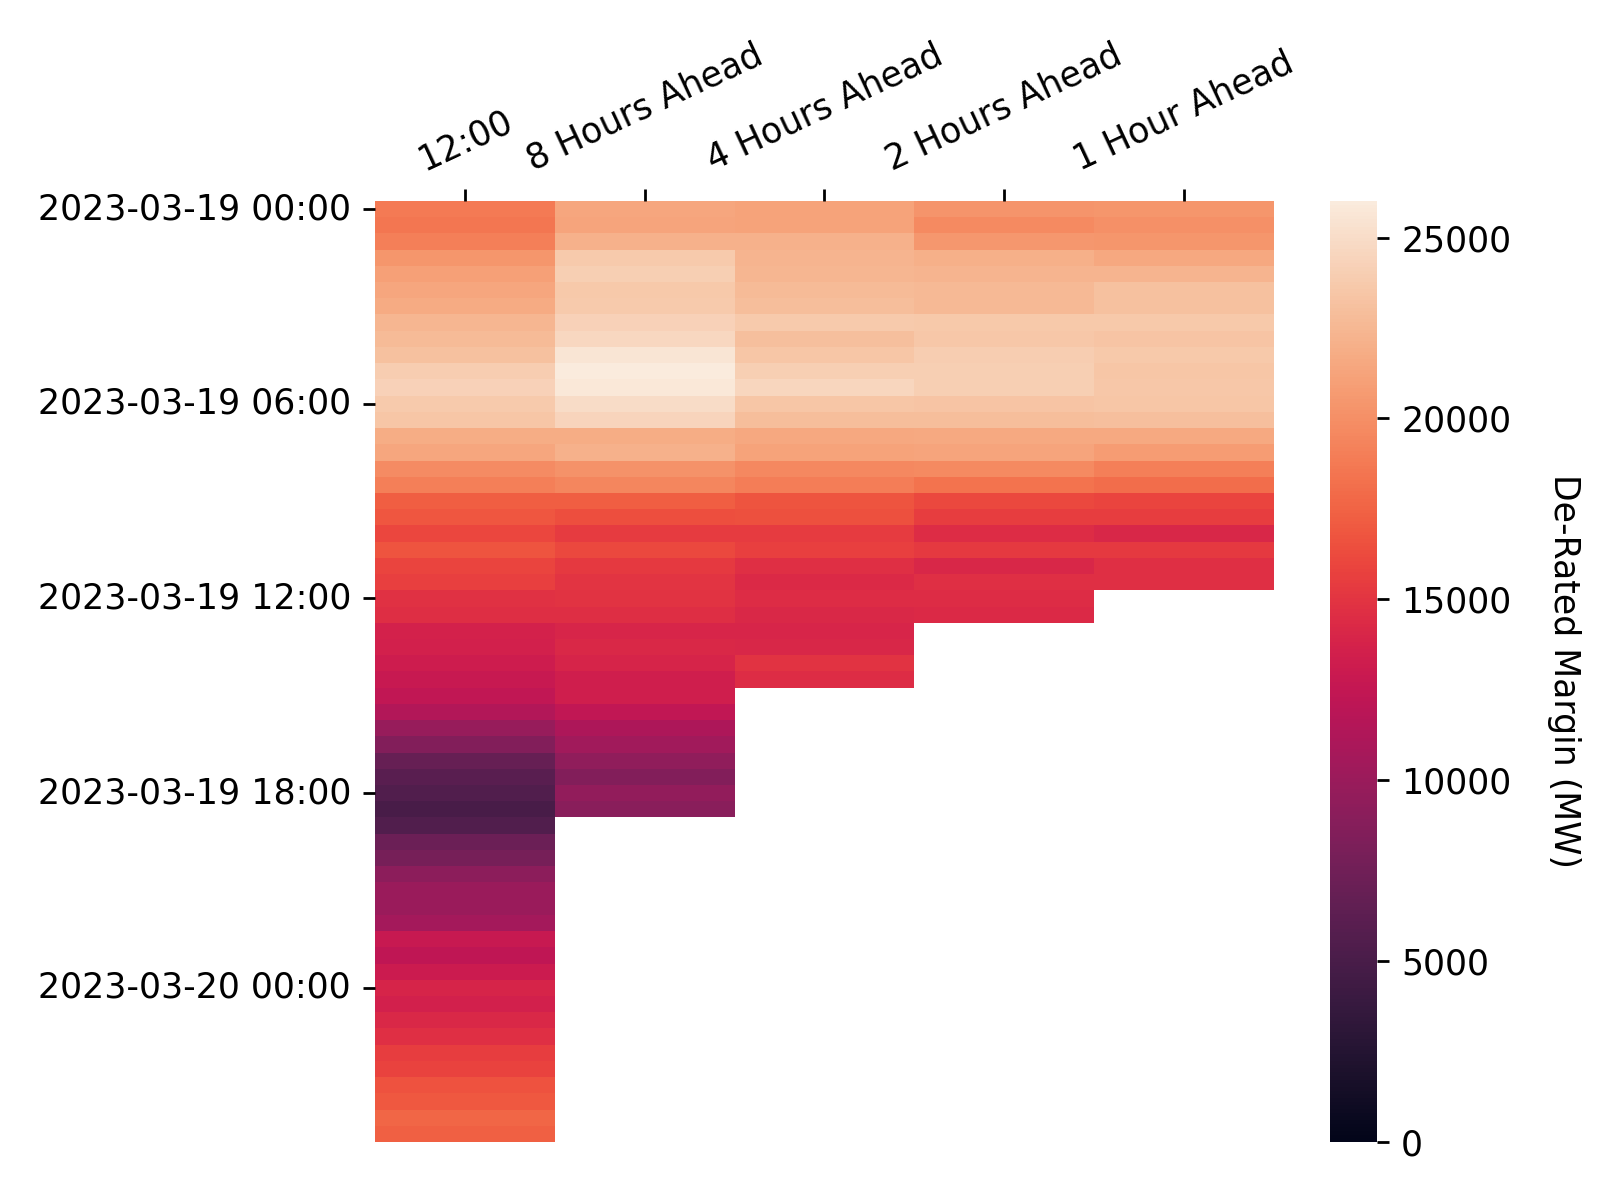 12:00
8 Hours Ahead
4 Hours Ahead
2 Hours Ahead
1 Hour Ahead
2023-03-19 00:00
2023-03-19 06:00
2023-03-19 12:00
2023-03-19 18:00
2023-03-20 00:00
25000
20000
15000
10000
5000
0
De-Rated Margin (MW)